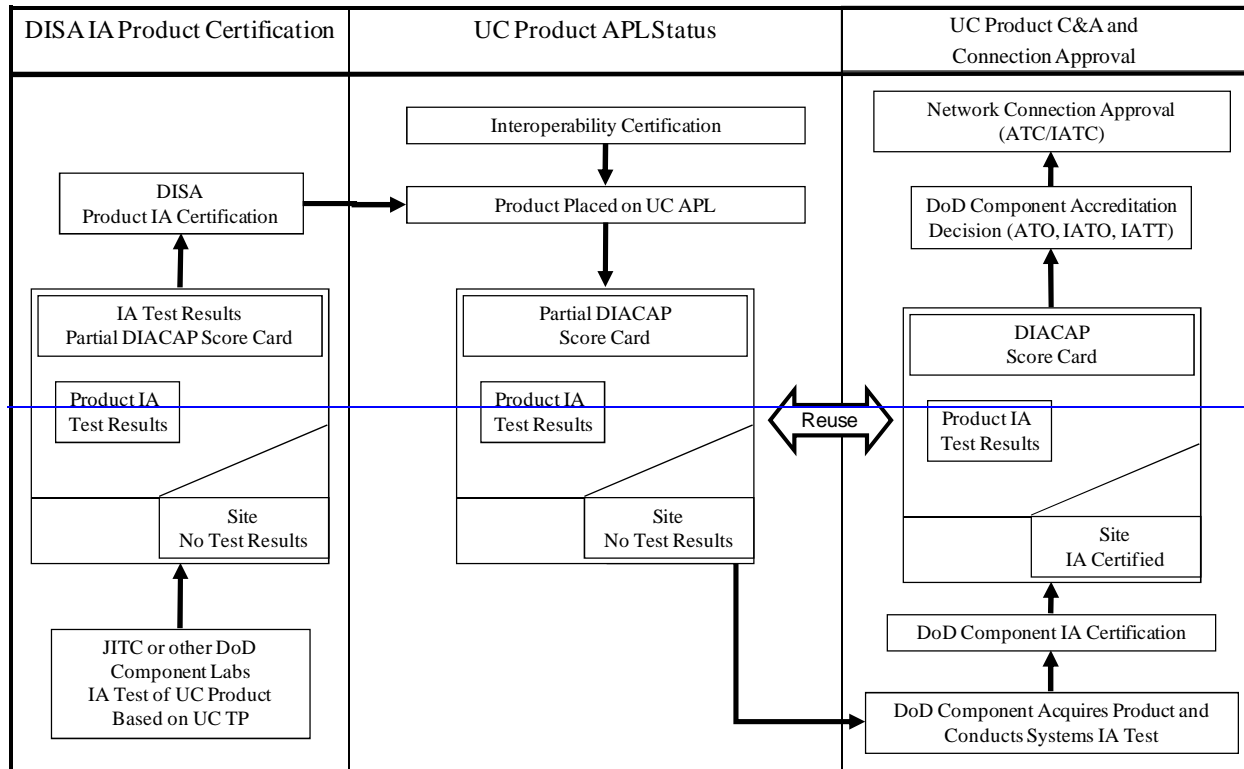 DISA IA Product Certification
UC Product APL Status
UC Product C&A and
Connection Approval
DISA
Product IA Certification
IA Test Results
Partial DIACAP Score Card
Product IA
Test Results
Site
No Test Results
JITC or other DoD
Component Labs
IA Test of UC Product
Based on UC TP
Interoperability Certification
Product Placed on UC APL
Partial DIACAP
Score Card
Product IA
Test Results
Site
No Test Results
Reuse
Network Connection Approval
(ATC/IATC)
DoD Component Accreditation
Decision (ATO, IATO, IATT)
DIACAP
Score Card
Product IA
Test Results
Site
IA Certified
DoD Component IA Certification
DoD Component Acquires Product and
Conducts Systems IA Test